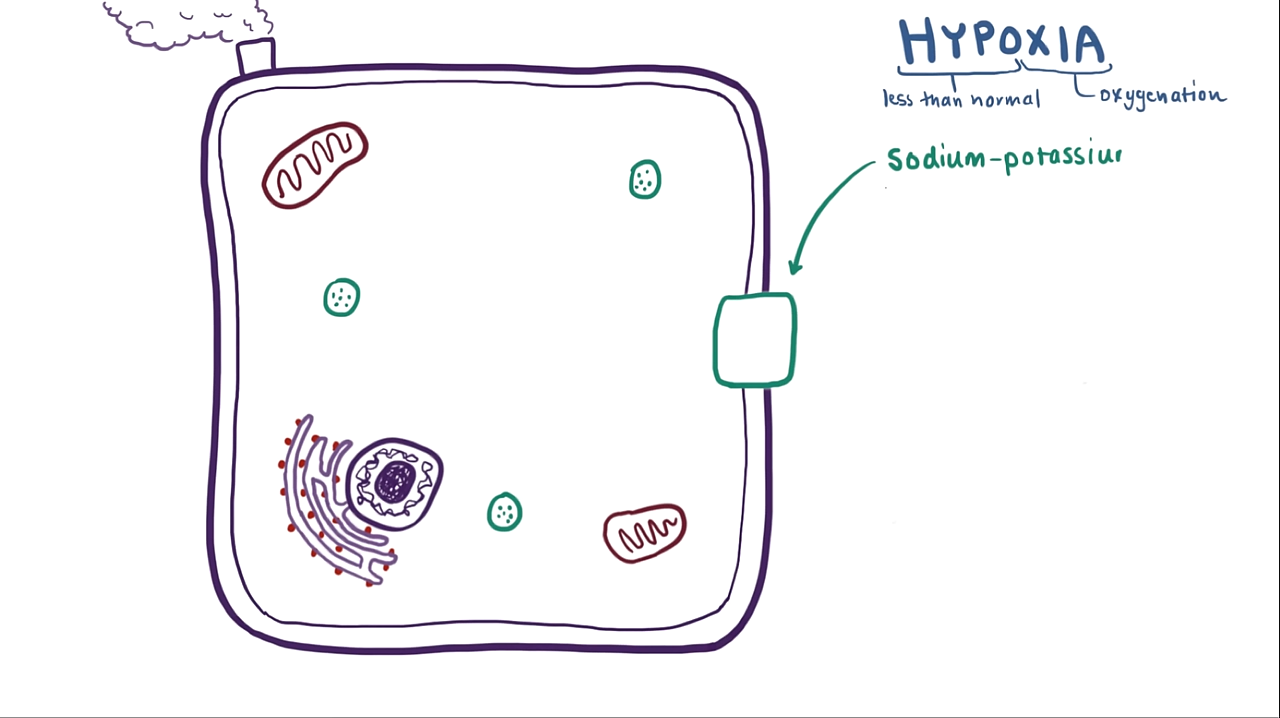 HYPOXIA
less than normal
oxygenation
sodium-potassiur